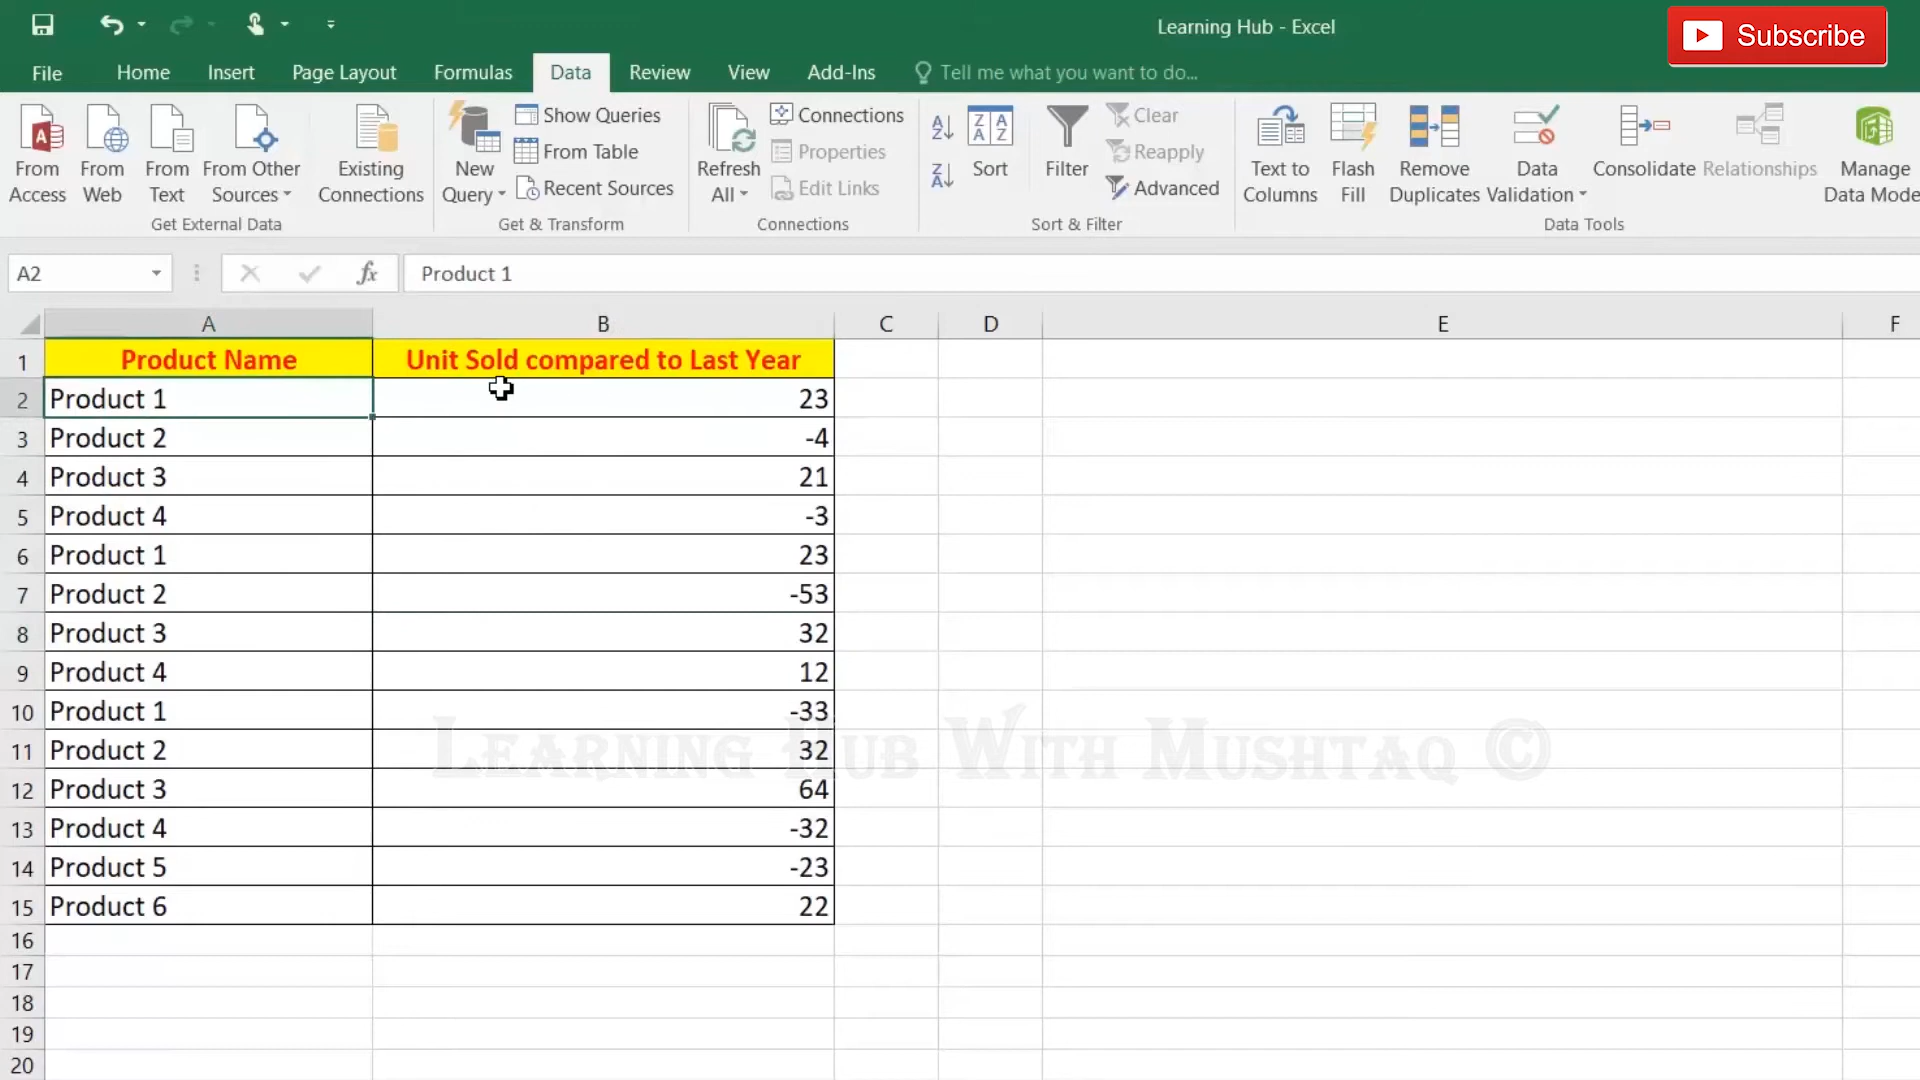 Learning Hub - Excel
Subscribe
File Home Insert Page Layout Formulas Data Review View Add-Ins Tell me what you want to do...
From Access
From Web
From Text
From Other Sources
Existing Connections
Get External Data
New Query
Show Queries
From Table
Recent Sources
Get & Transform
Refresh All
Connections
Properties
Edit Links
Connections
A
Z
Z
A
Z A
A Z
Sort
Filter
Clear
Reapply
Advanced
Sort & Filter
Text to Columns
Flash Fill
Remove Duplicates
Data Validation
Consolidate
Relationships
Manage Data Mode
Data Tools
A2 fx Product 1
A B C D E F
1 Product Name Unit Sold compared to Last Year
2 Product 1 23
3 Product 2 -4
4 Product 3 21
5 Product 4 -3
6 Product 1 23
7 Product 2 -53
8 Product 3 32
9 Product 4 12
10 Product 1 -33
11 Product 2 32
12 Product 3 64
13 Product 4 -32
14 Product 5 -23
15 Product 6 22
16
17
18
19
20
Learning Hub With Mushtaq ©